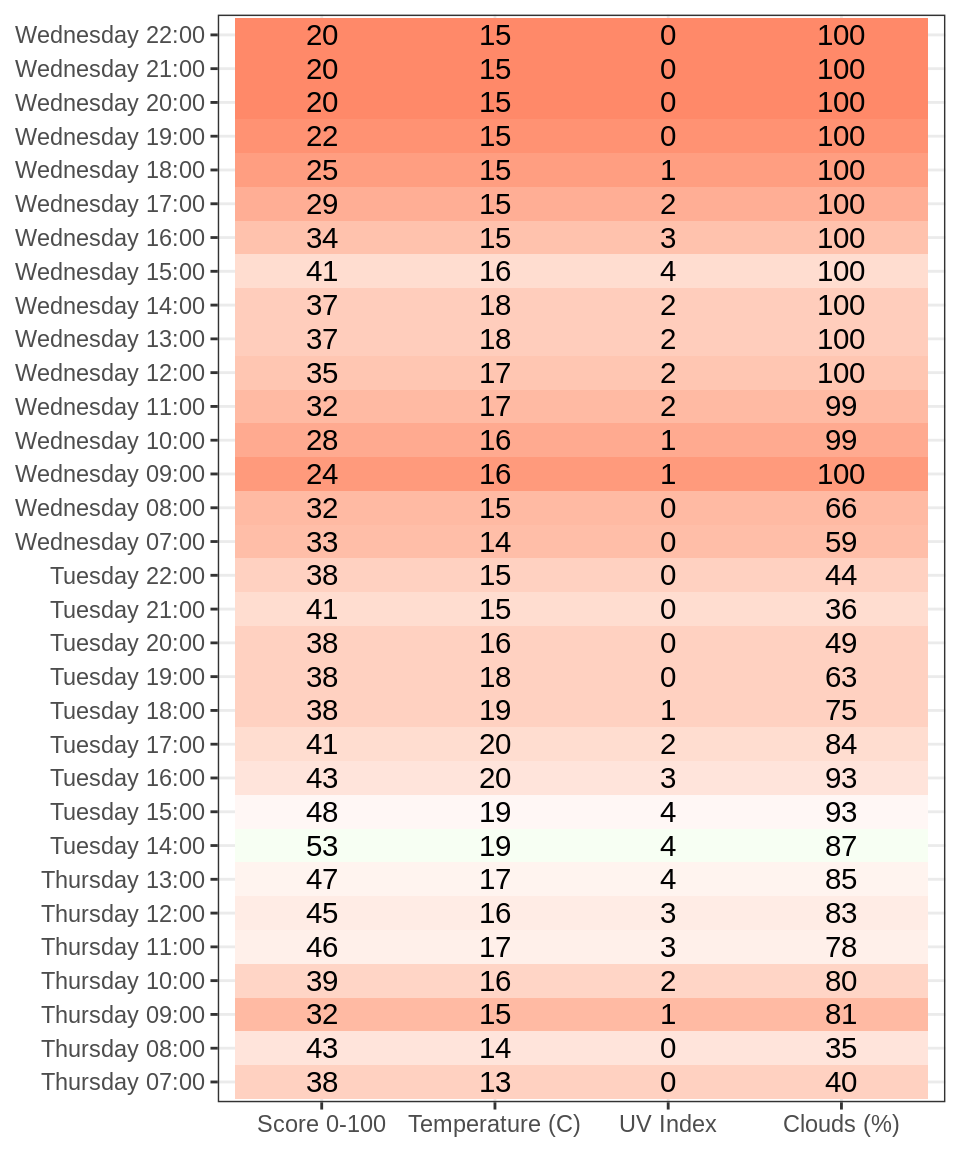 Wednesday 22:00 20 15 0 100
Wednesday 21:00 20 15 0 100
Wednesday 20:00 20 15 0 100
Wednesday 19:00 22 15 0 100
Wednesday 18:00 25 15 1 100
Wednesday 17:00 29 15 2 100
Wednesday 16:00 34 15 3 100
Wednesday 15:00 41 16 4 100
Wednesday 14:00 37 18 2 100
Wednesday 13:00 37 18 2 100
Wednesday 12:00 35 17 2 100
Wednesday 11:00 32 17 2 99
Wednesday 10:00 28 16 1 99
Wednesday 09:00 24 16 1 100
Wednesday 08:00 32 15 0 66
Wednesday 07:00 33 14 0 59
Tuesday 22:00 38 15 0 44
Tuesday 21:00 41 15 0 36
Tuesday 20:00 38 16 0 49
Tuesday 19:00 38 18 0 63
Tuesday 18:00 38 19 1 75
Tuesday 17:00 41 20 2 84
Tuesday 16:00 43 20 3 93
Tuesday 15:00 48 19 4 93
Tuesday 14:00 53 19 4 87
Thursday 13:00 47 17 4 85
Thursday 12:00 45 16 3 83
Thursday 11:00 46 17 3 78
Thursday 10:00 39 16 2 80
Thursday 09:00 32 15 1 81
Thursday 08:00 43 14 0 35
Thursday 07:00 38 13 0 40
Score 0-100 Temperature (C) UV Index Clouds (%)